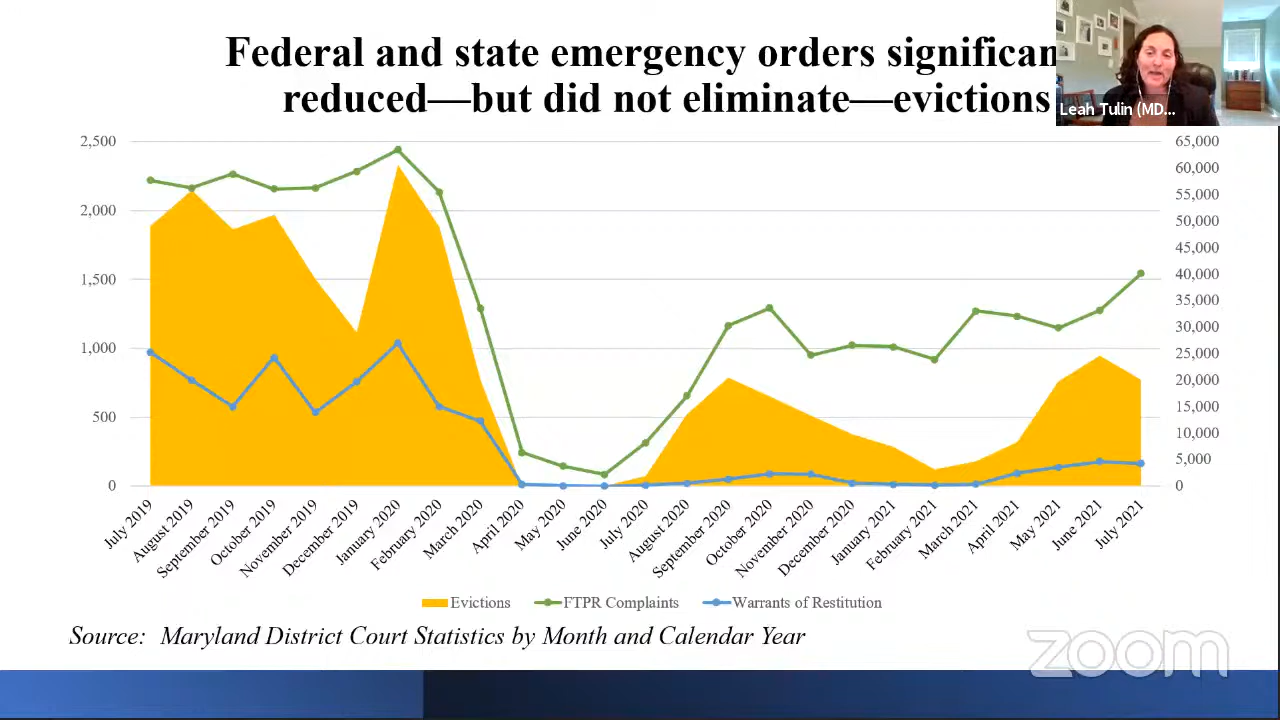 Federal and state emergency orders significan
reduced—but did not eliminate—evictions
Leah Tulin (MD...
2,500
2,000
1,500
1,000
500
0
65,000
60,000
55,000
50,000
45,000
40,000
35,000
30,000
25,000
20,000
15,000
10,000
5,000
0
July 2019
August 2019
September 2019
October 2019
November 2019
December 2019
January 2020
February 2020
March 2020
April 2020
May 2020
June 2020
July 2020
August 2020
September 2020
October 2020
November 2020
December 2020
January 2021
February 2021
March 2021
April 2021
May 2021
June 2021
July 2021
Evictions FTPR Complaints Warrants of Restitution
Source: Maryland District Court Statistics by Month and Calendar Year
zoom